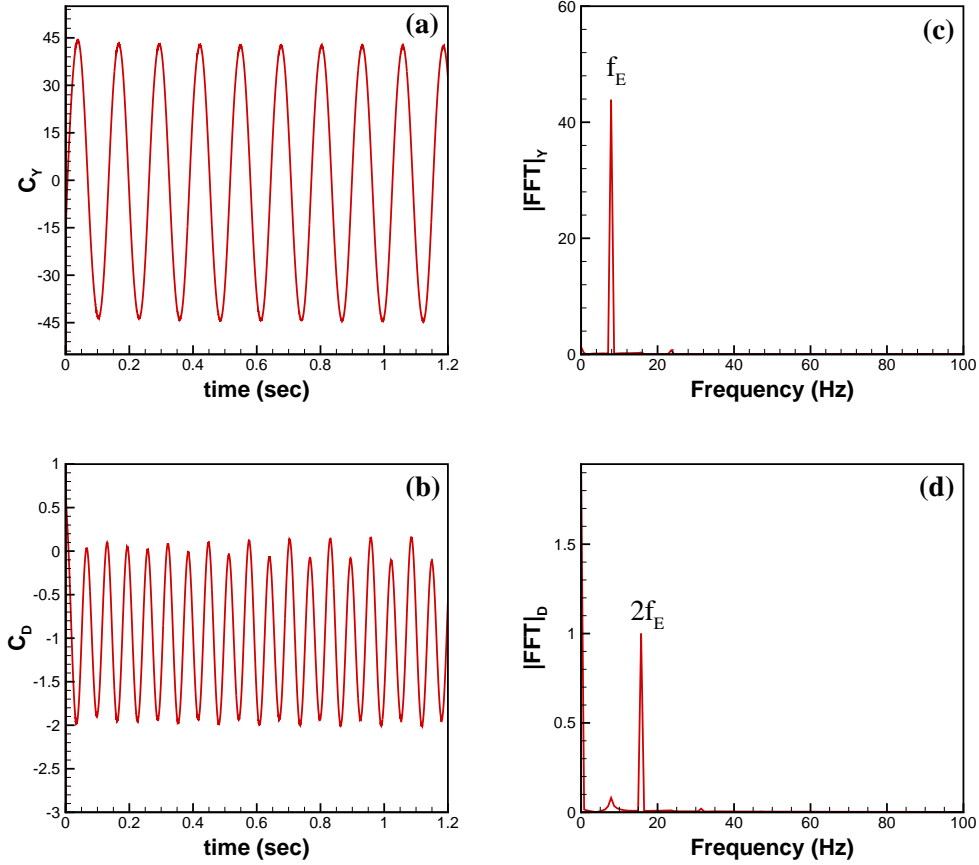 (a)
45
30
15
0
-15
-30
-45
C_Y
0 0.2 0.4 0.6 0.8 1 1.2
time (sec)
(c)
60
40
20
0
|FFT|_Y
f_E
0 20 40 60 80 100
Frequency (Hz)
(b)
1
0.5
0
-0.5
-1
-1.5
-2
-2.5
-3
C_D
0 0.2 0.4 0.6 0.8 1 1.2
time (sec)
(d)
1.5
1
0.5
0
|FFT|_D
2f_E
0 20 40 60 80 100
Frequency (Hz)